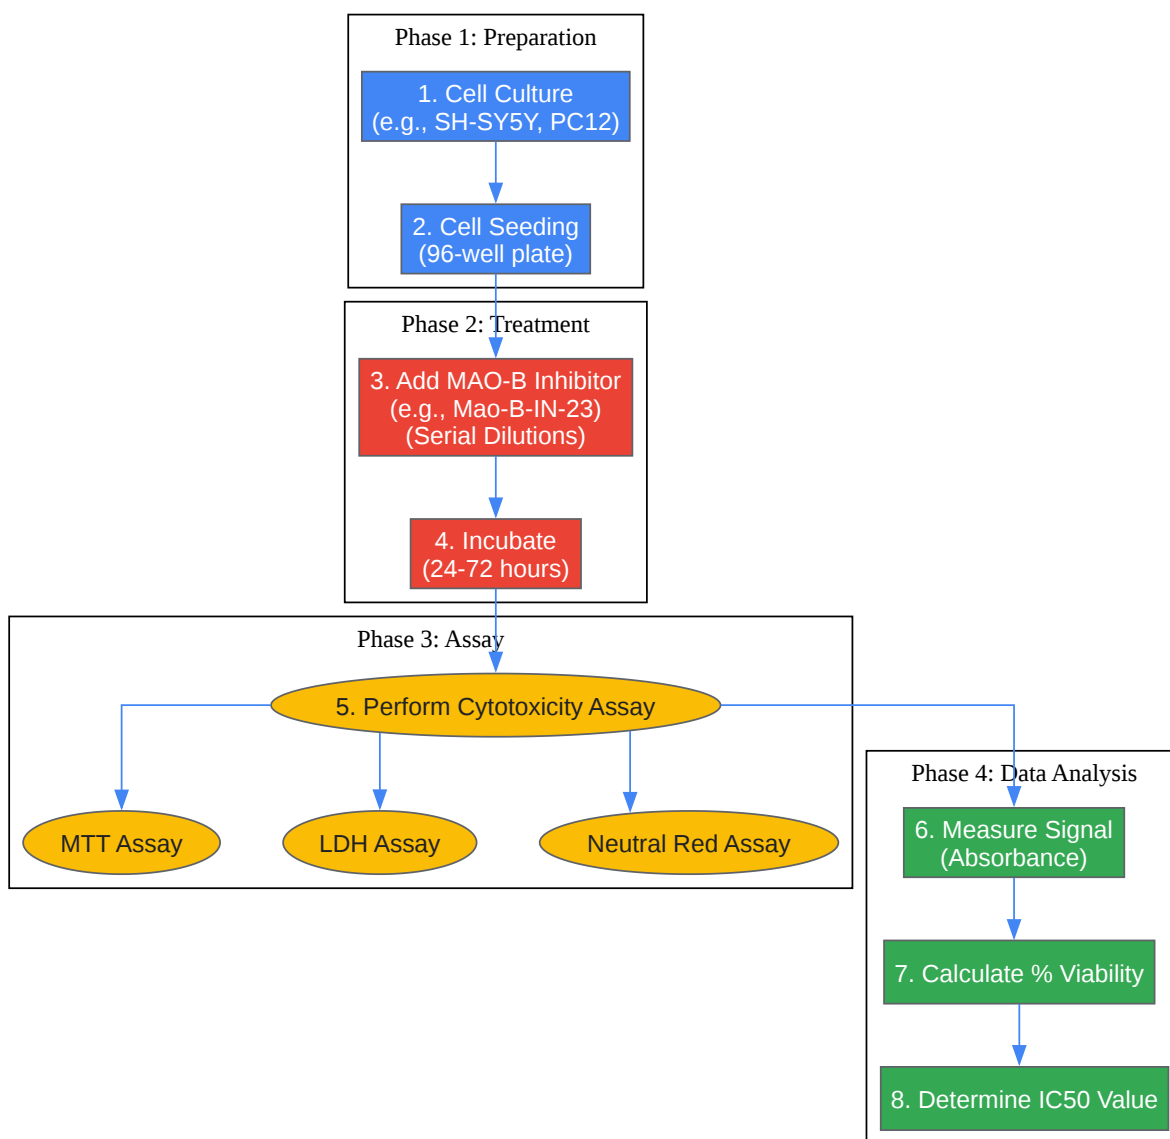 Phase 1: Preparation
1. Cell Culture
(e.g., SH-SY5Y, PC12)
2. Cell Seeding
(96-well plate)
Phase 2: Treatment
3. Add MAO-B Inhibitor
(e.g., Mao-B-IN-23)
(Serial Dilutions)
4. Incubate
(24-72 hours)
Phase 3: Assay
5. Perform Cytotoxicity Assay
MTT Assay
LDH Assay
Neutral Red Assay
Phase 4: Data Analysis
6. Measure Signal
(Absorbance)
7. Calculate % Viability
8. Determine IC50 Value